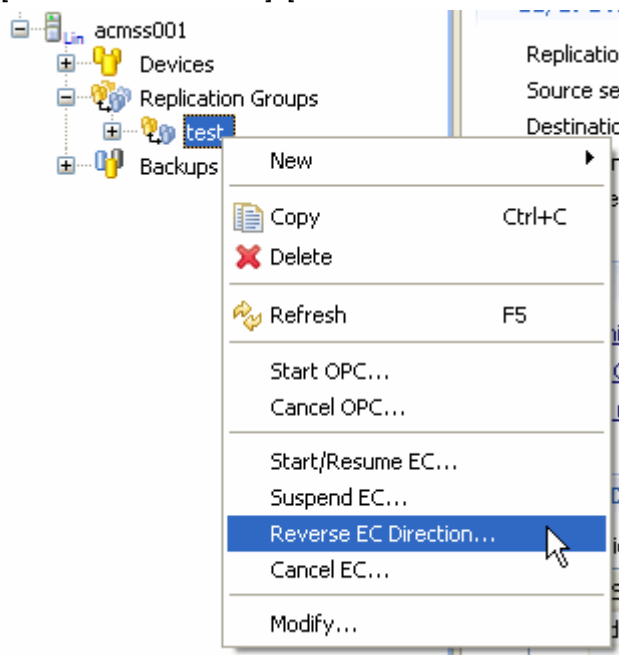 acmss001
Lin
Devices
Replication Groups
test
Backups
Replicatio
Source se
Destinatio
New
Copy Ctrl+C
Delete
Refresh F5
Start OPC...
Cancel OPC...
Start/Resume EC...
Suspend EC...
Reverse EC Direction...
Cancel EC...
Modify...